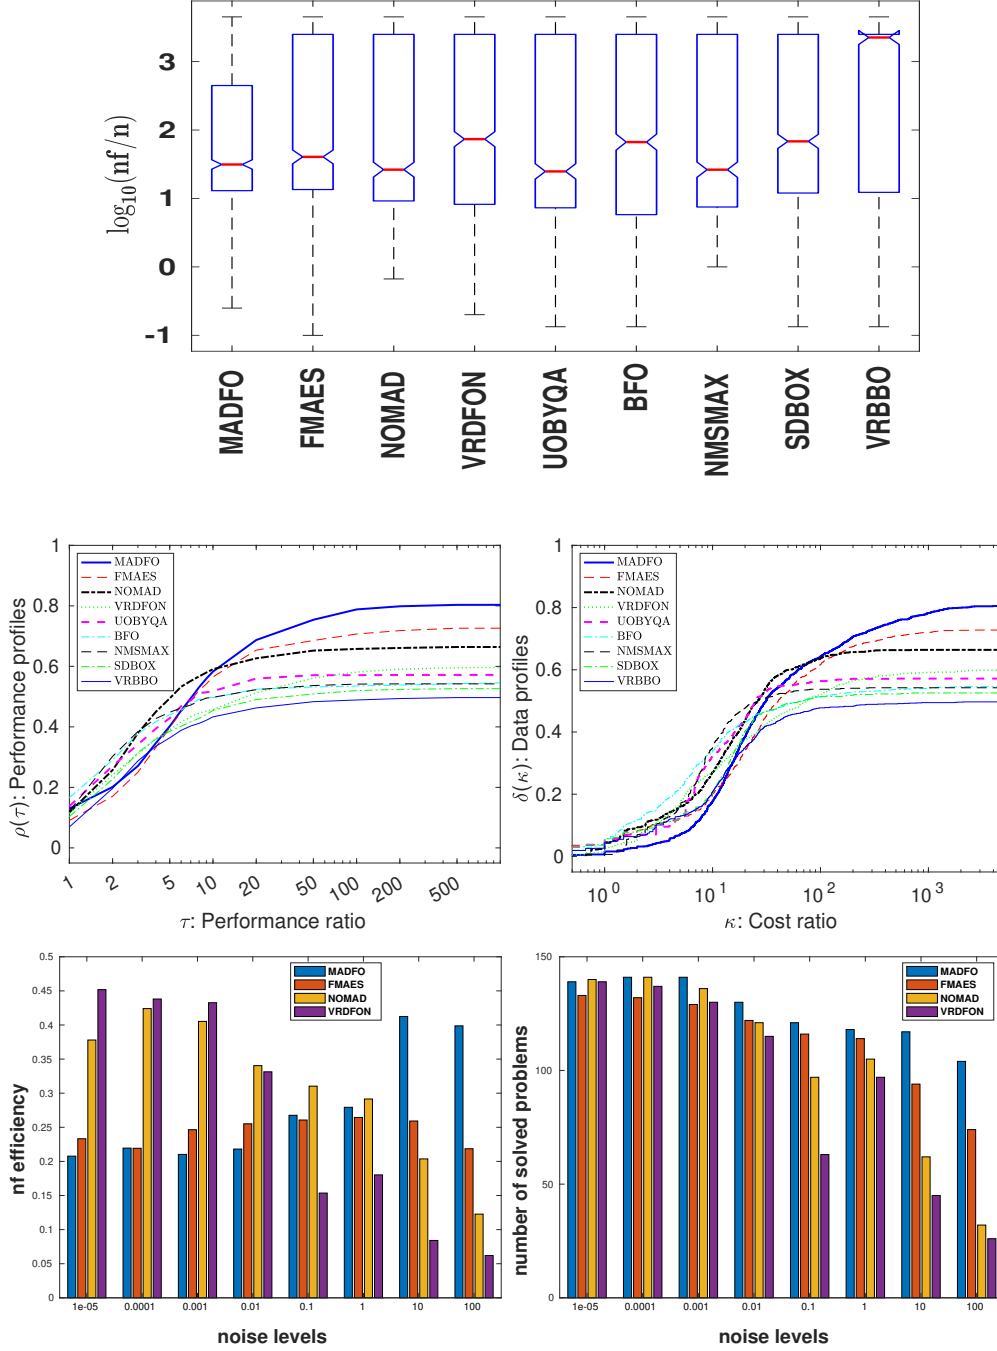 log10(nf/n)
3
2
1
0
-1
MADFO
FMAES
NOMAD
VRDFON
UOBYQA
BFO
NMSMAX
SDBOX
VRBBO
ρ(τ): Performance profiles
1
0.8
0.6
0.4
0.2
0
MADFO
FMAES
NOMAD
VRDFON
UOBYQA
BFO
NMSMAX
SDBOX
VRBBO
1 2 5 10 20 50 100 200 500
τ: Performance ratio
δ(κ): Data profiles
1
0.8
0.6
0.4
0.2
0
MADFO
FMAES
NOMAD
VRDFON
UOBYQA
BFO
NMSMAX
SDBOX
VRBBO
10^0 10^1 10^2 10^3
κ: Cost ratio
nf efficiency
0.5
0.45
0.4
0.35
0.3
0.25
0.2
0.15
0.1
0.05
0
MADFO
FMAES
NOMAD
VRDFON
1e-05 0.0001 0.001 0.01 0.1 1 10 100
noise levels
number of solved problems
150
100
50
0
MADFO
FMAES
NOMAD
VRDFON
1e-05 0.0001 0.001 0.01 0.1 1 10 100
noise levels